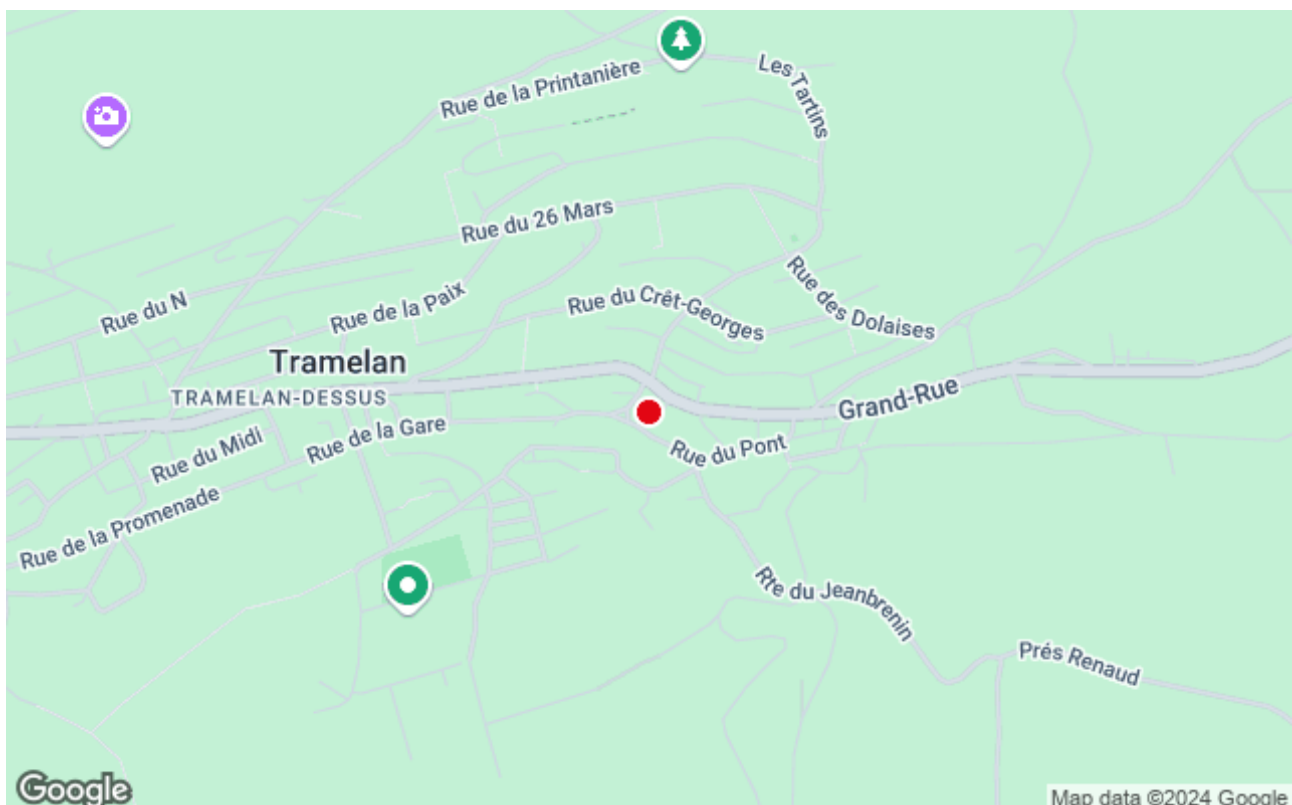 Rue de la Printanière
Les Tartins
Rue du 26 Mars
Rue du N
Rue de la Paix
Rue du Crêt-Georges
Rue des Dolaises
Tramelan
TRAMELAN-DESSUS
Grand-Rue
Rue du Midi
Rue de la Gare
Rue du Pont
Rue de la Promenade
Rte du Jeanbrenin
Prés Renaud
Google
Map data ©2024 Google